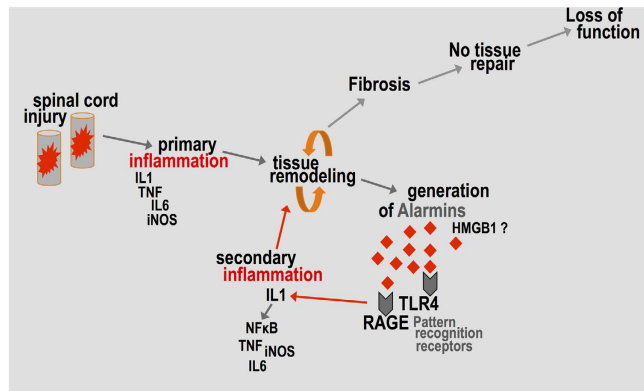 Loss of
function
No tissue
repair
Fibrosis
spinal cord
injury
primary
inflammation
IL1
TNF
IL6
iNOS
tissue
remodeling
generation
of Alarmins
HMGB1 ?
secondary
inflammation
IL1
NFκB
TNF iNOS
IL6
TLR4
RAGE Pattern
recognition
receptors